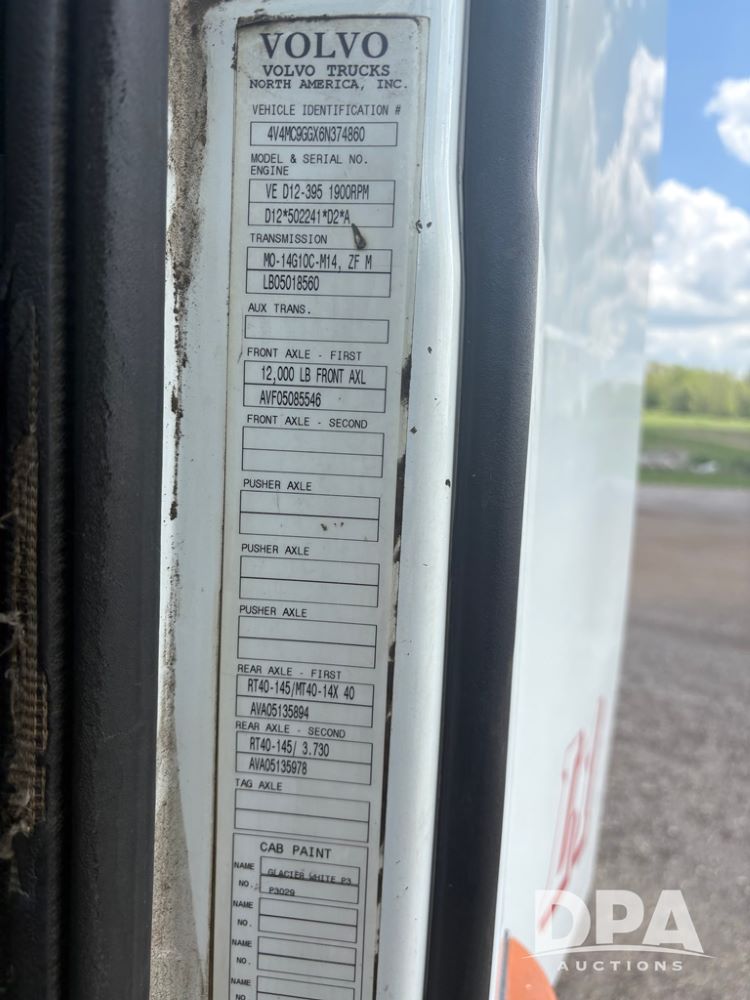 VOLVO
VOLVO TRUCKS
NORTH AMERICA, INC.
VEHICLE IDENTIFICATION #
4V4MC9GGX6N374860
MODEL & SERIAL NO.
ENGINE
VE D12-395 1900RPM
D12*502241*D2*A
TRANSMISSION
MO-14G10C-M14, ZF M
LB05018560
AUX TRANS.
FRONT AXLE - FIRST
12,000 LB FRONT AXL
AVF05085546
FRONT AXLE - SECOND
PUSHER AXLE
PUSHER AXLE
PUSHER AXLE
REAR AXLE - FIRST
RT40-145/MT40-14X 40
AVA05135894
REAR AXLE - SECOND
RT40-145/ 3.730
AVA05135978
TAG AXLE
CAB PAINT
NAME GLACIER WHITE P3
NO. P3029
NAME
NO.
NAME
NO.
NAME
NO.
DPA
AUCTIONS